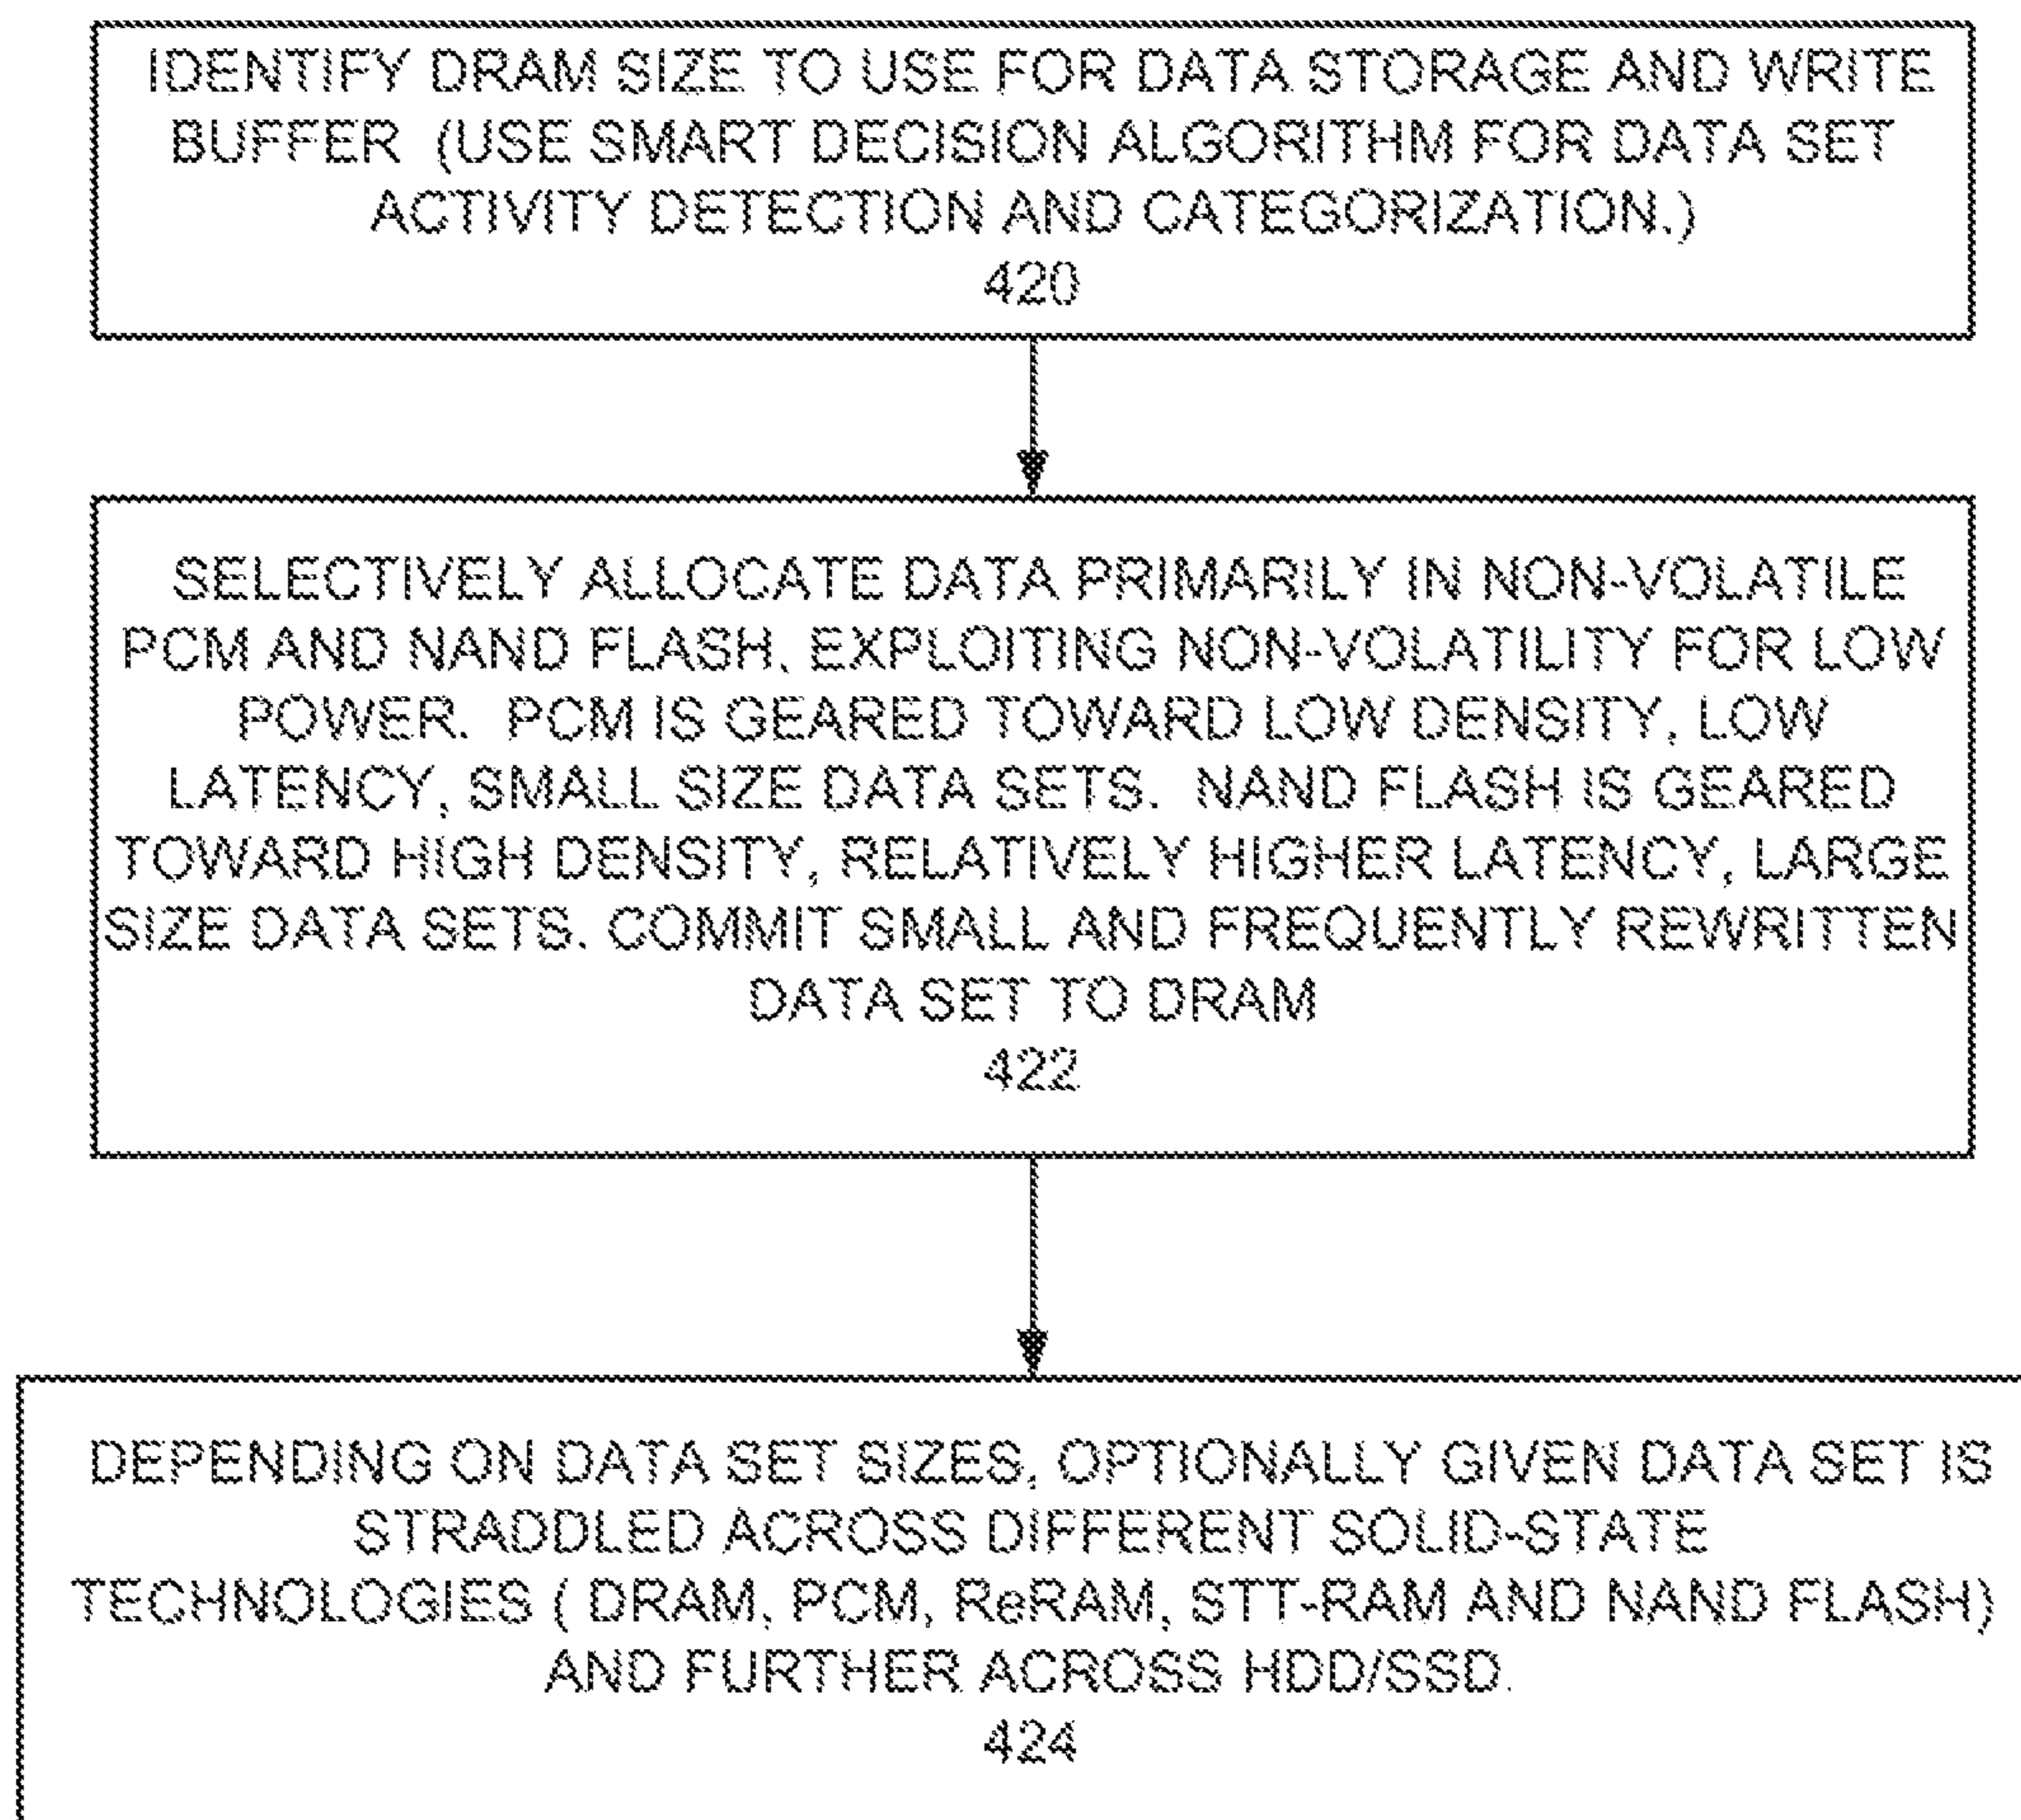 IDENTIFY DRAM SIZE TO USE FOR DATA STORAGE AND WRITE
BUFFER (USE SMART DECISION ALGORITHM FOR DATA SET
ACTIVITY DETECTION AND CATEGORIZATION.)
420
SELECTIVELY ALLOCATE DATA PRIMARILY IN NON-VOLATILE
PCM AND NAND FLASH, EXPLOITING NON-VOLATILITY FOR LOW
POWER. PCM IS GEARED TOWARD LOW DENSITY, LOW
LATENCY, SMALL SIZE DATA SETS. NAND FLASH IS GEARED
TOWARD HIGH DENSITY, RELATIVELY HIGHER LATENCY, LARGE
SIZE DATA SETS. COMMIT SMALL AND FREQUENTLY REWRITTEN
DATA SET TO DRAM
422
DEPENDING ON DATA SET SIZES, OPTIONALLY GIVEN DATA SET IS
STRADDLED ACROSS DIFFERENT SOLID-STATE
TECHNOLOGIES ( DRAM, PCM, ReRAM, STT-RAM AND NAND FLASH)
AND FURTHER ACROSS HDD/SSD.
424